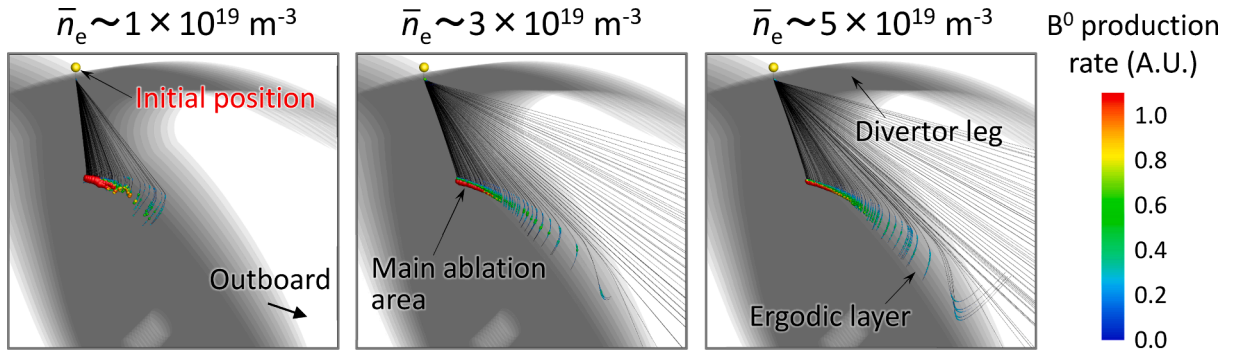 n̅e～1×10¹⁹ m⁻³
n̅e～3×10¹⁹ m⁻³
n̅e～5×10¹⁹ m⁻³
B⁰ production
rate (A.U.)
Initial position
Outboard
Main ablation
area
Divertor leg
Ergodic layer
1.0
0.8
0.6
0.4
0.2
0.0